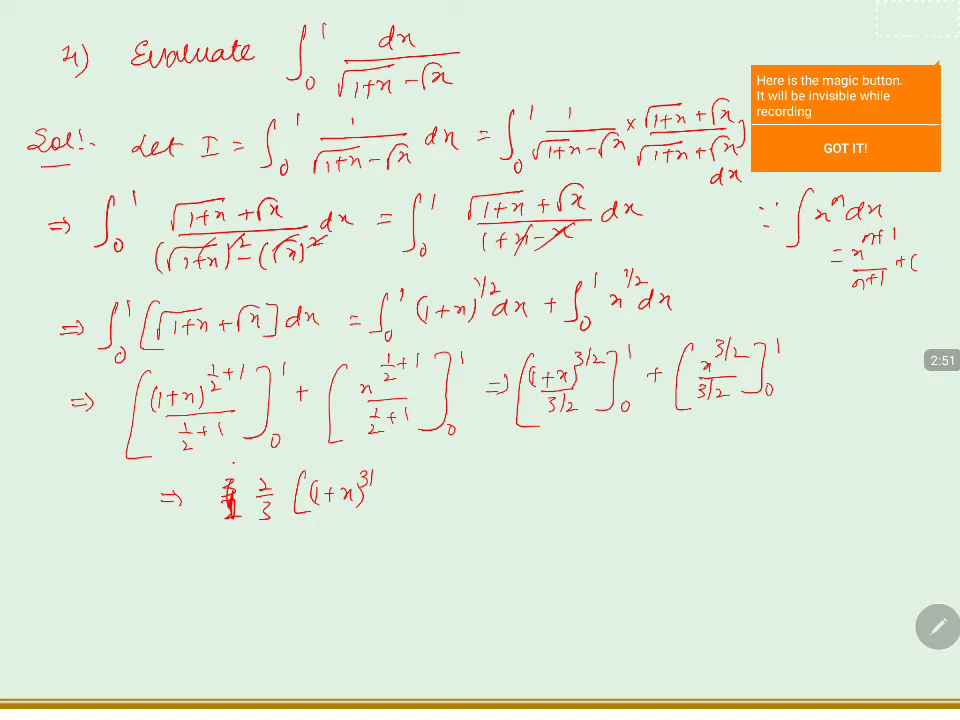 4) Evaluate ∫₀¹ dx/(√(1+x) − √x)
Sol:- Let I = ∫₀¹ 1/(√(1+x) − √x) dx = ∫₀¹ 1/(√(1+x) − √x) × (√(1+x) + √x)/(√(1+x) + √x) dx
⇒ ∫₀¹ (√(1+x) + √x)/((√(1+x))² − (√x)²) dx = ∫₀¹ (√(1+x) + √x)/(1+x−x) dx
∵ ∫ xⁿ dx
= x^(n+1)/(n+1) + C
⇒ ∫₀¹ [√(1+x) + √x] dx = ∫₀¹ (1+x)^(1/2) dx + ∫₀¹ x^(1/2) dx
⇒ [(1+x)^(1/2+1)/(1/2+1)]₀¹ + [x^(1/2+1)/(1/2+1)]₀¹ ⇒ [(1+x)^(3/2)/(3/2)]₀¹ + [x^(3/2)/(3/2)]₀¹
⇒ 2/3 [(1+x)^(3/
Here is the magic button.
It will be invisible while
recording
GOT IT!
2:51